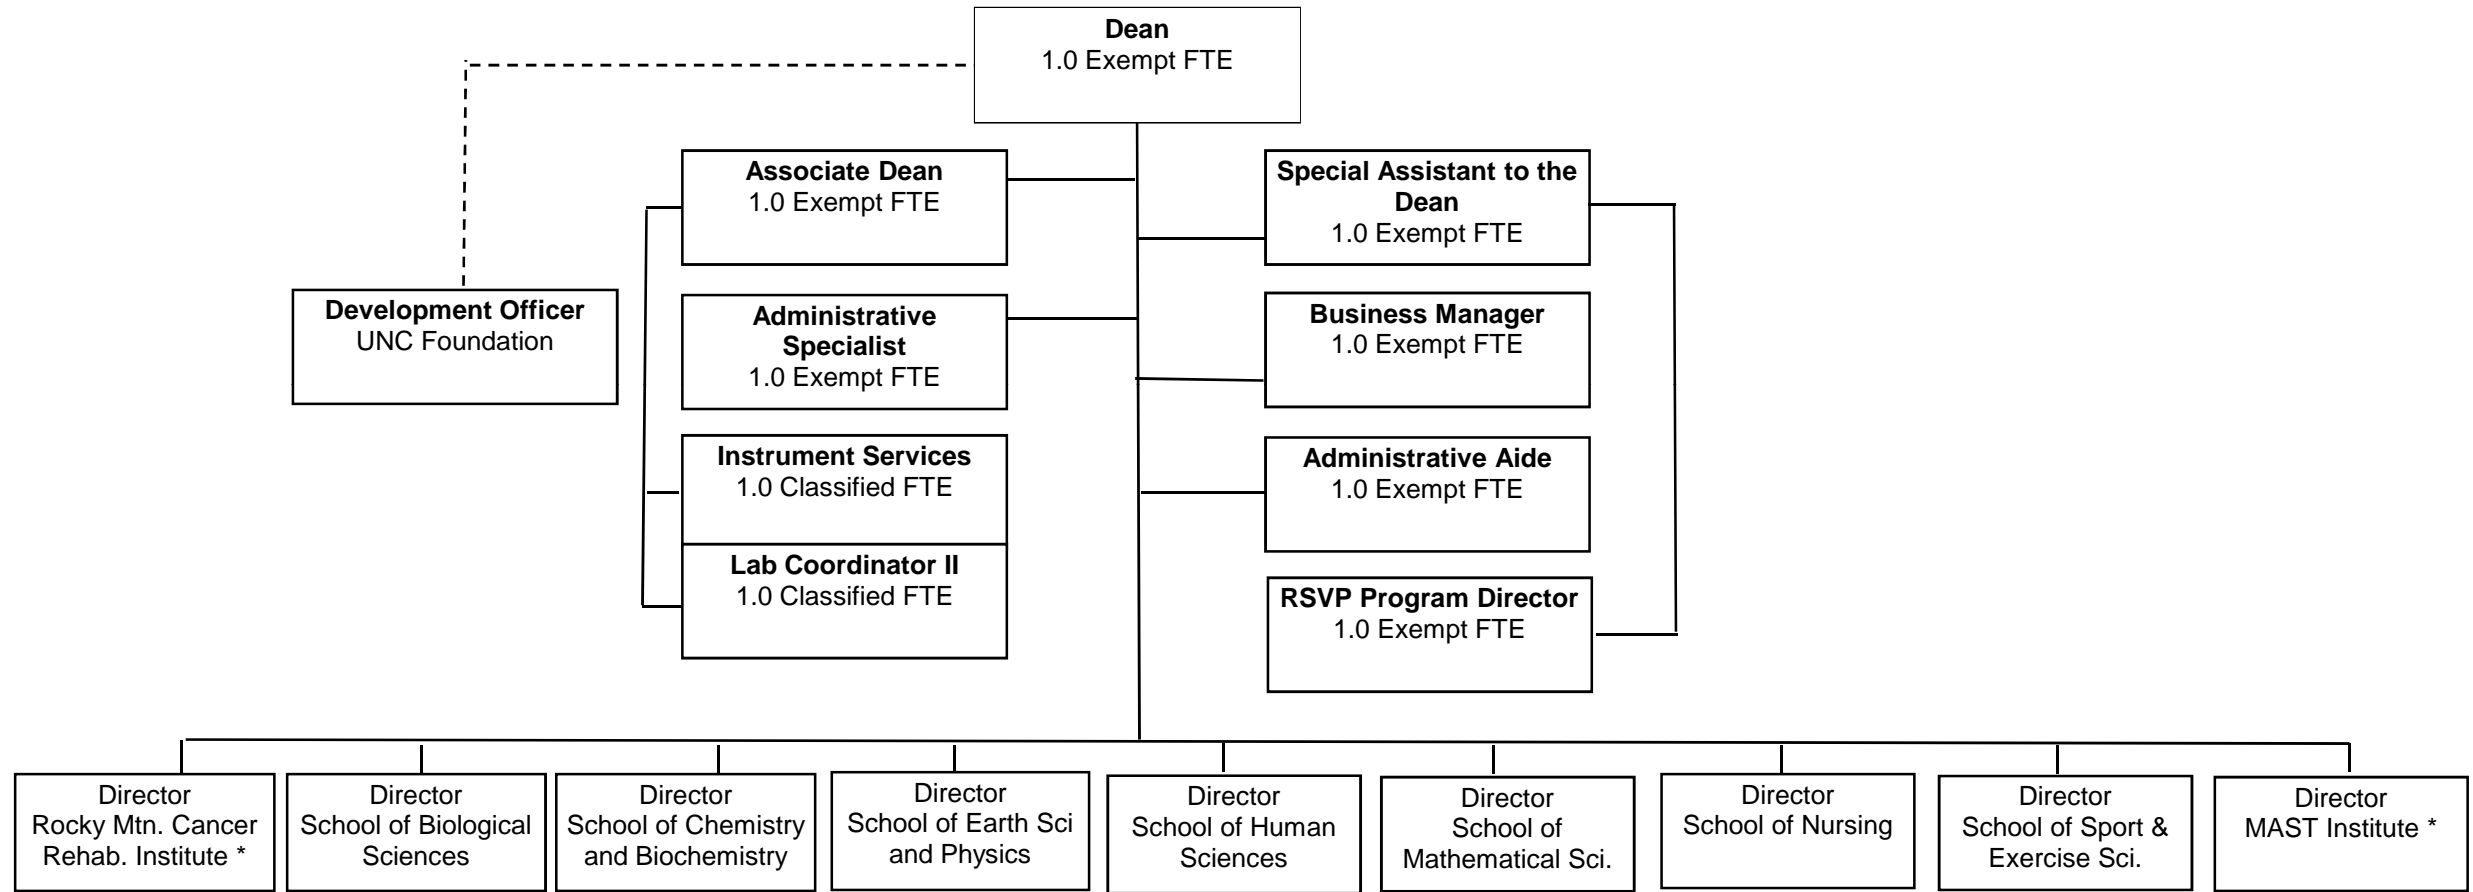 Dean
1.0 Exempt FTE
Associate Dean
1.0 Exempt FTE
Special Assistant to the
Dean
1.0 Exempt FTE
Development Officer
UNC Foundation
Administrative
Specialist
1.0 Exempt FTE
Business Manager
1.0 Exempt FTE
Instrument Services
1.0 Classified FTE
Administrative Aide
1.0 Exempt FTE
Lab Coordinator II
1.0 Classified FTE
RSVP Program Director
1.0 Exempt FTE
Director
Rocky Mtn. Cancer
Rehab. Institute *
Director
School of Biological
Sciences
Director
School of Chemistry
and Biochemistry
Director
School of Earth Sci
and Physics
Director
School of Human
Sciences
Director
School of
Mathematical Sci.
Director
School of Nursing
Director
School of Sport &
Exercise Sci.
Director
MAST Institute *